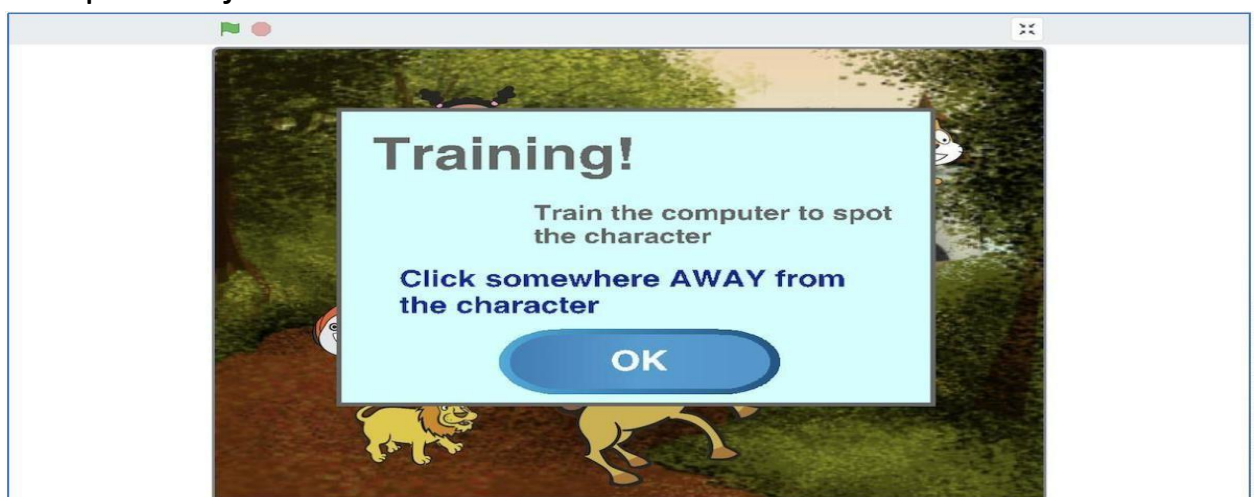 Training!
Train the computer to spot
the character
Click somewhere AWAY from
the character
OK